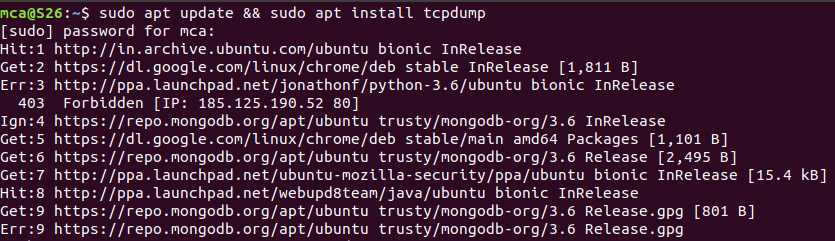 mca@S26:~$ sudo apt update && sudo apt install tcpdump
[sudo] password for mca:
Hit:1 http://in.archive.ubuntu.com/ubuntu bionic InRelease
Get:2 https://dl.google.com/linux/chrome/deb stable InRelease [1,811 B]
Err:3 http://ppa.launchpad.net/jonathonf/python-3.6/ubuntu bionic InRelease
  403  Forbidden [IP: 185.125.190.52 80]
Ign:4 https://repo.mongodb.org/apt/ubuntu trusty/mongodb-org/3.6 InRelease
Get:5 https://dl.google.com/linux/chrome/deb stable/main amd64 Packages [1,101 B]
Get:6 https://repo.mongodb.org/apt/ubuntu trusty/mongodb-org/3.6 Release [2,495 B]
Get:7 http://ppa.launchpad.net/ubuntu-mozilla-security/ppa/ubuntu bionic InRelease [15.4 kB]
Hit:8 http://ppa.launchpad.net/webupd8team/java/ubuntu bionic InRelease
Get:9 https://repo.mongodb.org/apt/ubuntu trusty/mongodb-org/3.6 Release.gpg [801 B]
Err:9 https://repo.mongodb.org/apt/ubuntu trusty/mongodb-org/3.6 Release.gpg